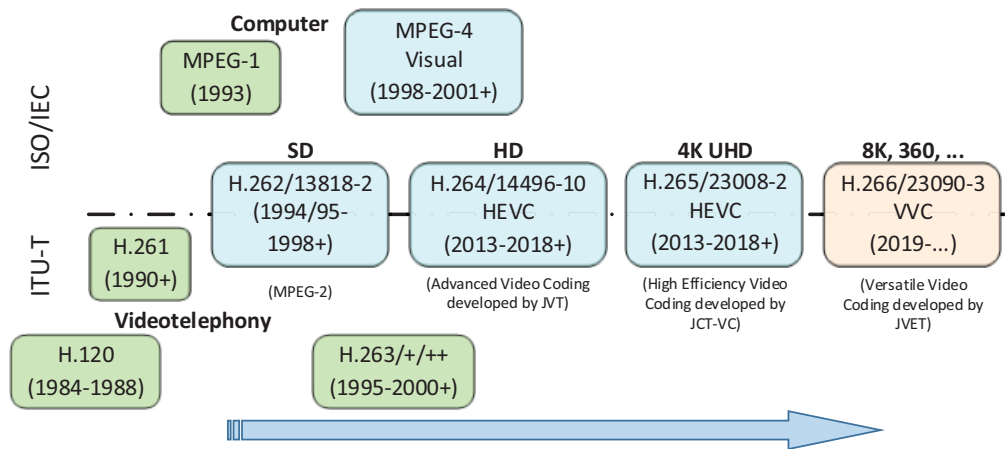 Computer
MPEG-1
(1993)
MPEG-4
Visual
(1998-2001+)
ISO/IEC
SD
H.262/13818-2
(1994/95-
1998+)
(MPEG-2)
HD
H.264/14496-10
HEVC
(2013-2018+)
(Advanced Video Coding
developed by JVT)
4K UHD
H.265/23008-2
HEVC
(2013-2018+)
(High Efficiency Video
Coding developed by
JCT-VC)
8K, 360, ...
H.266/23090-3
VVC
(2019-...)
(Versatile Video
Coding developed by
JVET)
ITU-T
H.261
(1990+)
Videotelephony
H.120
(1984-1988)
H.263/+/++
(1995-2000+)